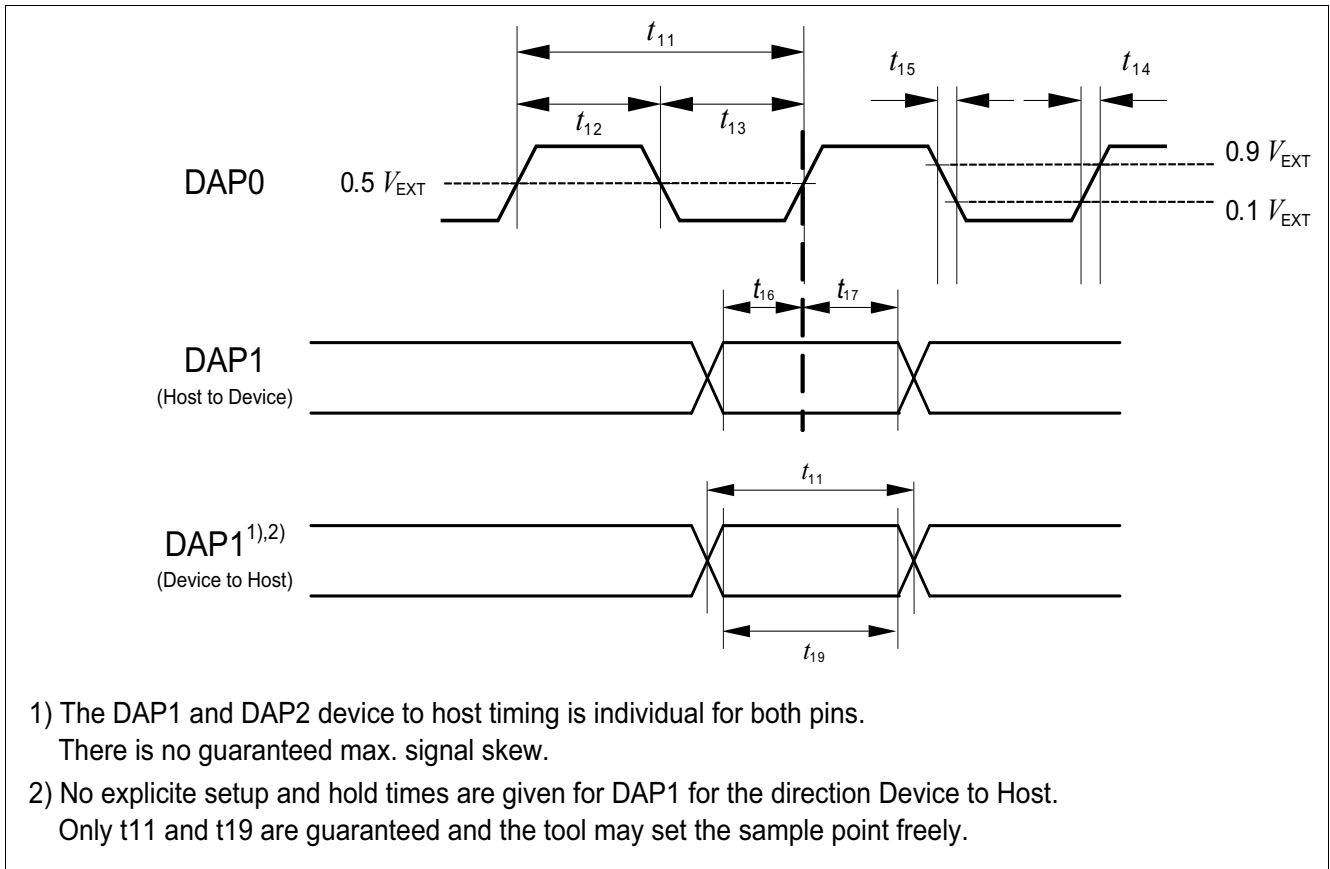 t11
t15
t14
t12
t13
DAP0
0.5 VEXT
0.9 VEXT
0.1 VEXT
t16
t17
DAP1
(Host to Device)
t11
DAP11),2)
(Device to Host)
t19
1) The DAP1 and DAP2 device to host timing is individual for both pins.
There is no guaranteed max. signal skew.
2) No explicite setup and hold times are given for DAP1 for the direction Device to Host.
Only t11 and t19 are guaranteed and the tool may set the sample point freely.